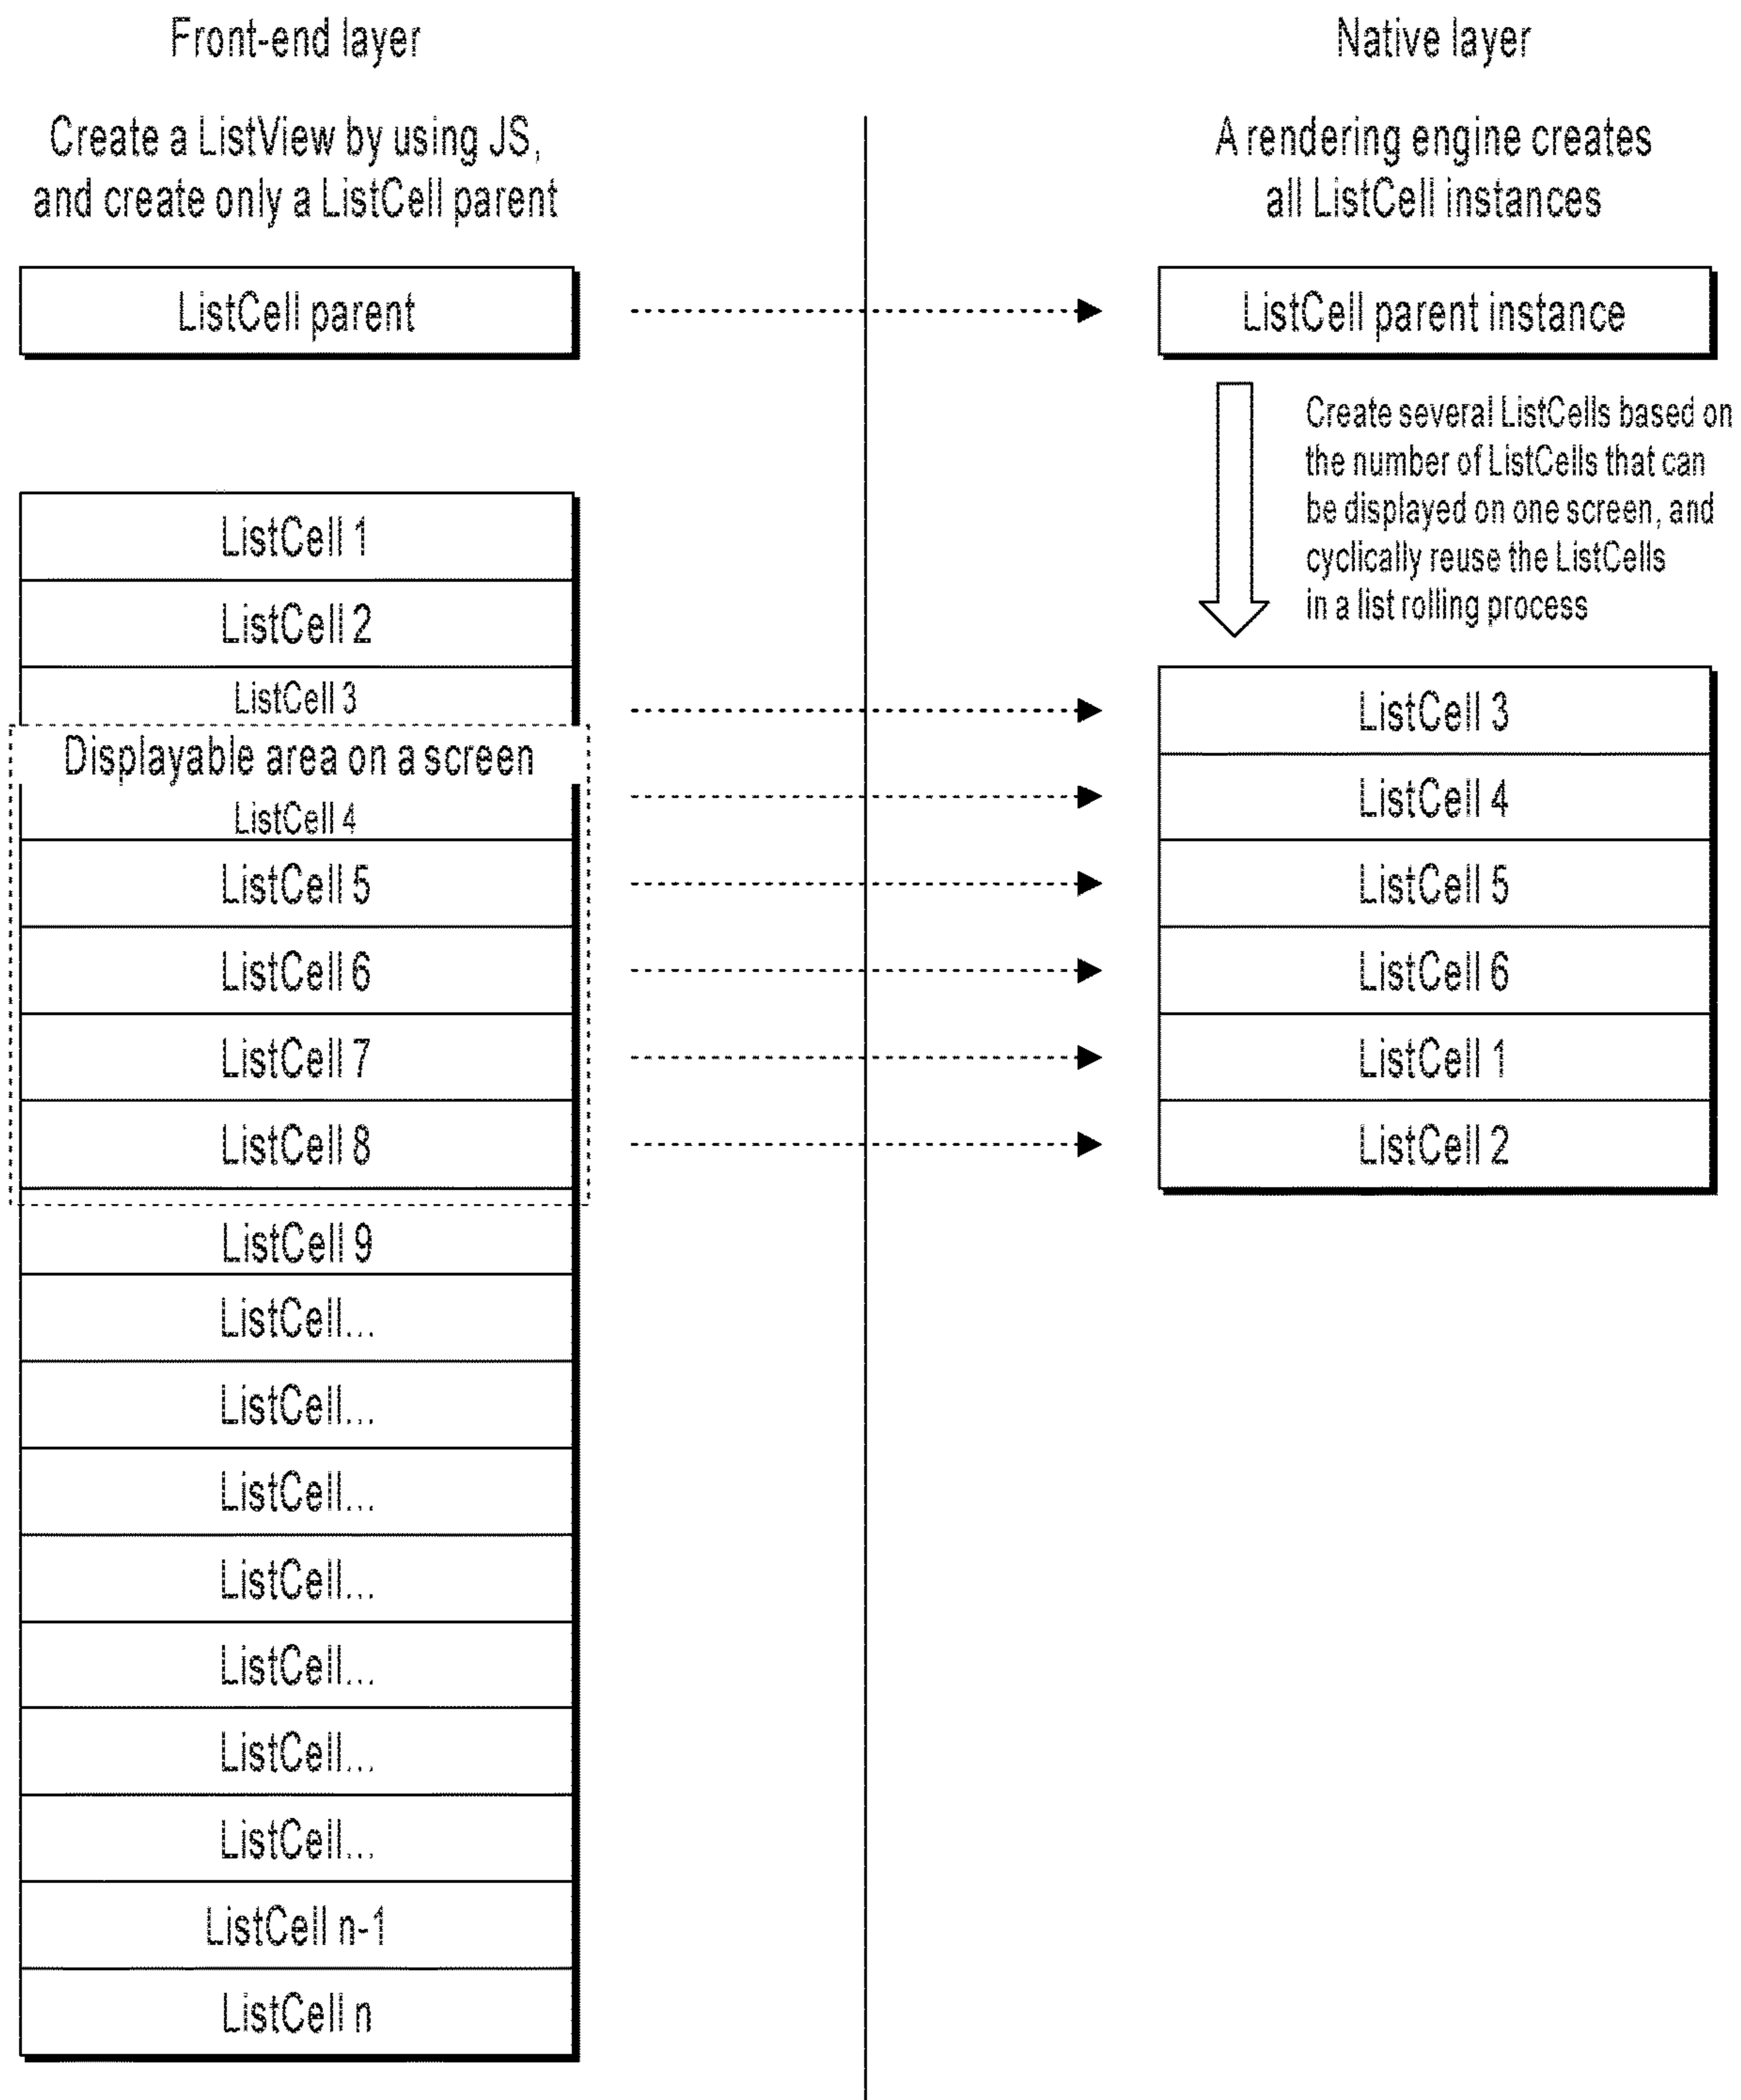 Front-end layer
Create a ListView by using JS,
and create only a ListCell parent
ListCell parent
ListCell 1
ListCell 2
ListCell 3
Displayable area on a screen
ListCell 4
ListCell 5
ListCell 6
ListCell 7
ListCell 8
ListCell 9
ListCell...
ListCell...
ListCell...
ListCell...
ListCell...
ListCell...
ListCell...
ListCell n-1
ListCell n
Native layer
A rendering engine creates
all ListCell instances
ListCell parent instance
Create several ListCells based on
the number of ListCells that can
be displayed on one screen, and
cyclically reuse the ListCells
in a list rolling process
ListCell 3
ListCell 4
ListCell 5
ListCell 6
ListCell 1
ListCell 2